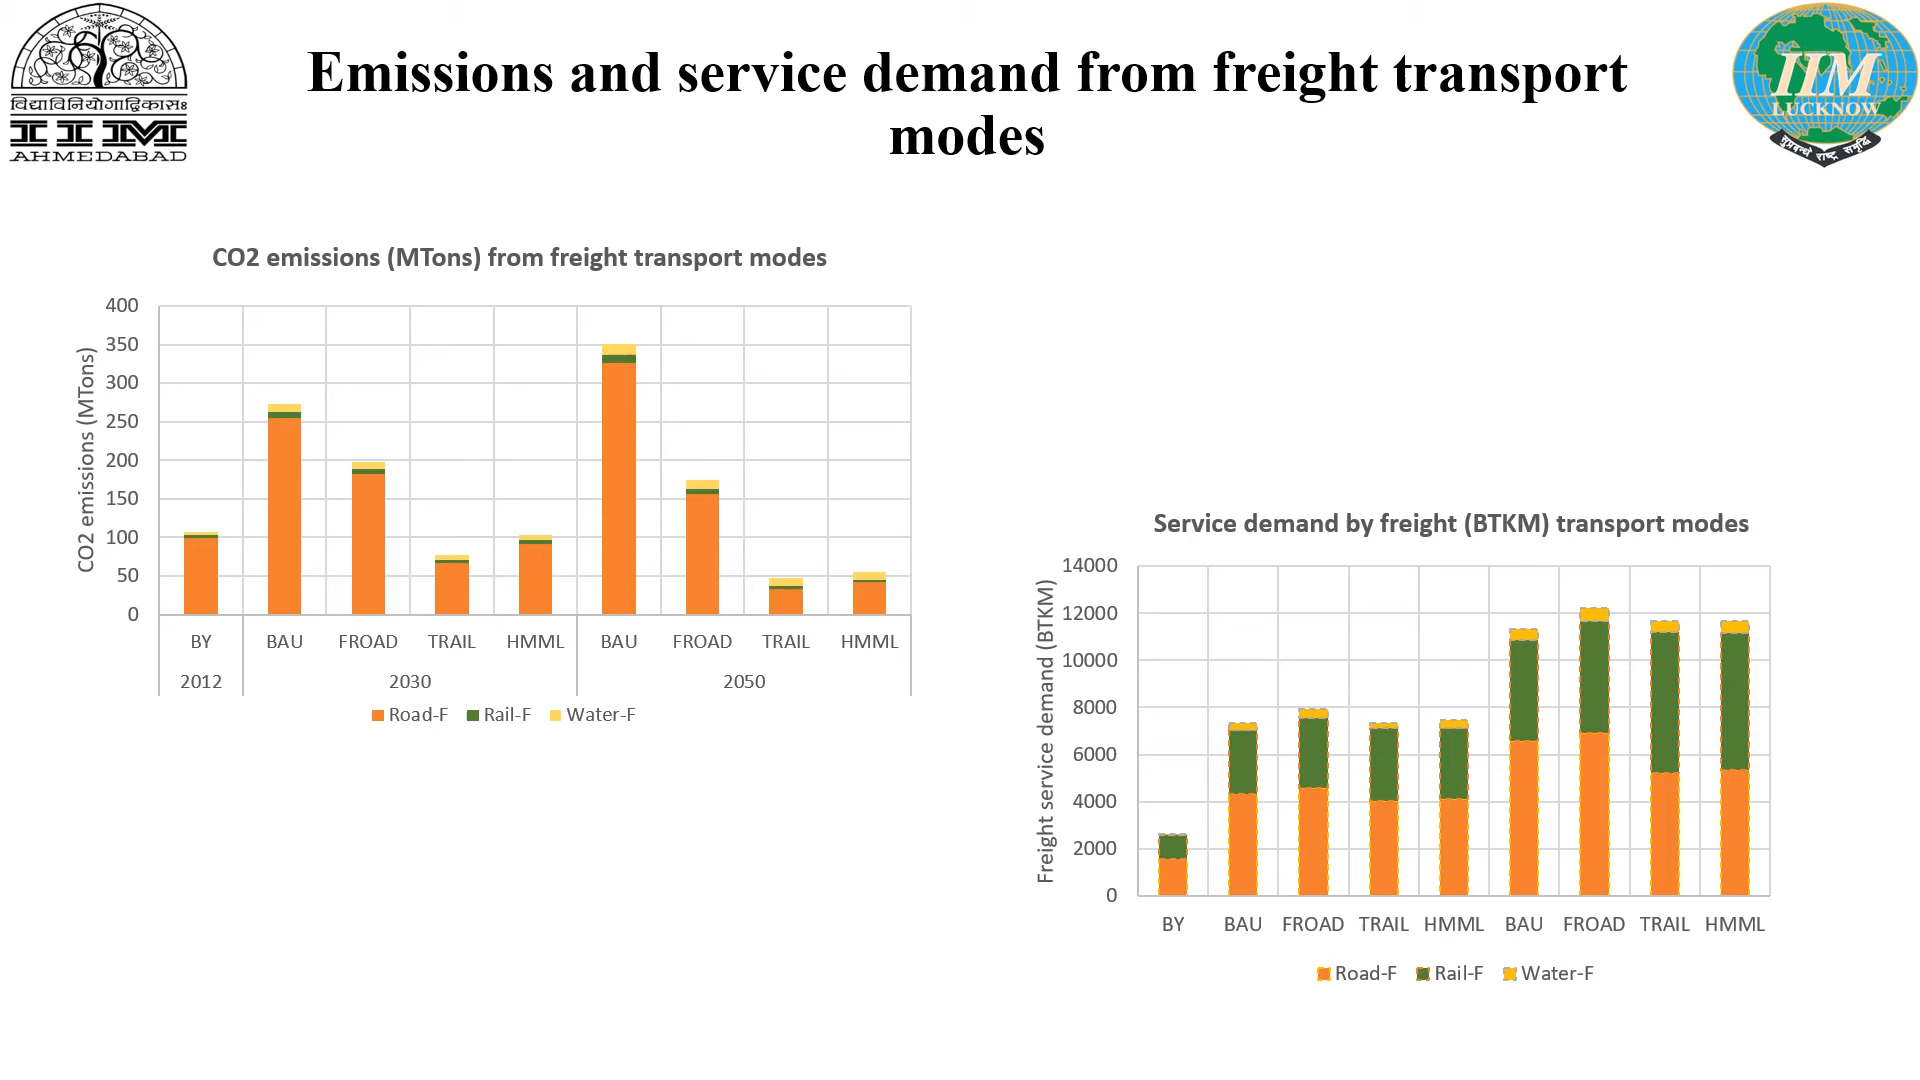 विद्याविनियोगाद्विकासः
IIM
AHMEDABAD
Emissions and service demand from freight transport
modes
IIM
LUCKNOW
सुप्रबन्धे राष्ट्र समृद्धि
CO2 emissions (MTons) from freight transport modes
CO2 emissions (MTons)
400
350
300
250
200
150
100
50
0
BY BAU FROAD TRAIL HMML BAU FROAD TRAIL HMML
2012 2030 2050
Road-F Rail-F Water-F
Service demand by freight (BTKM) transport modes
Freight service demand (BTKM)
14000
12000
10000
8000
6000
4000
2000
0
BY BAU FROAD TRAIL HMML BAU FROAD TRAIL HMML
Road-F Rail-F Water-F